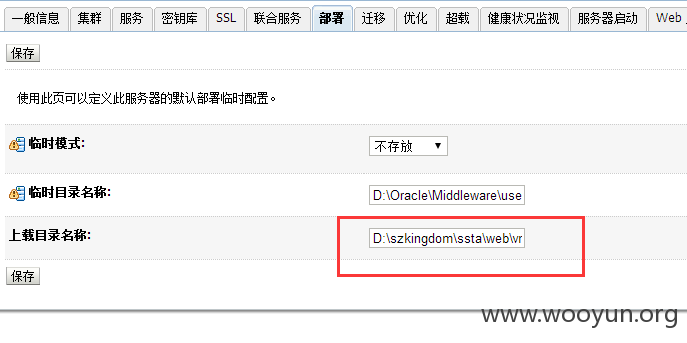 一般信息 集群 服务 密钥库 SSL 联合服务 部署 迁移 优化 超载 健康状况监视 服务器启动 Web
保存
使用此页可以定义此服务器的默认部署临时配置。
临时模式: 不存放
临时目录名称: D:\Oracle\Middleware\use
上载目录名称: D:\szkingdom\ssta\web\vr
保存
www.wooyun.org